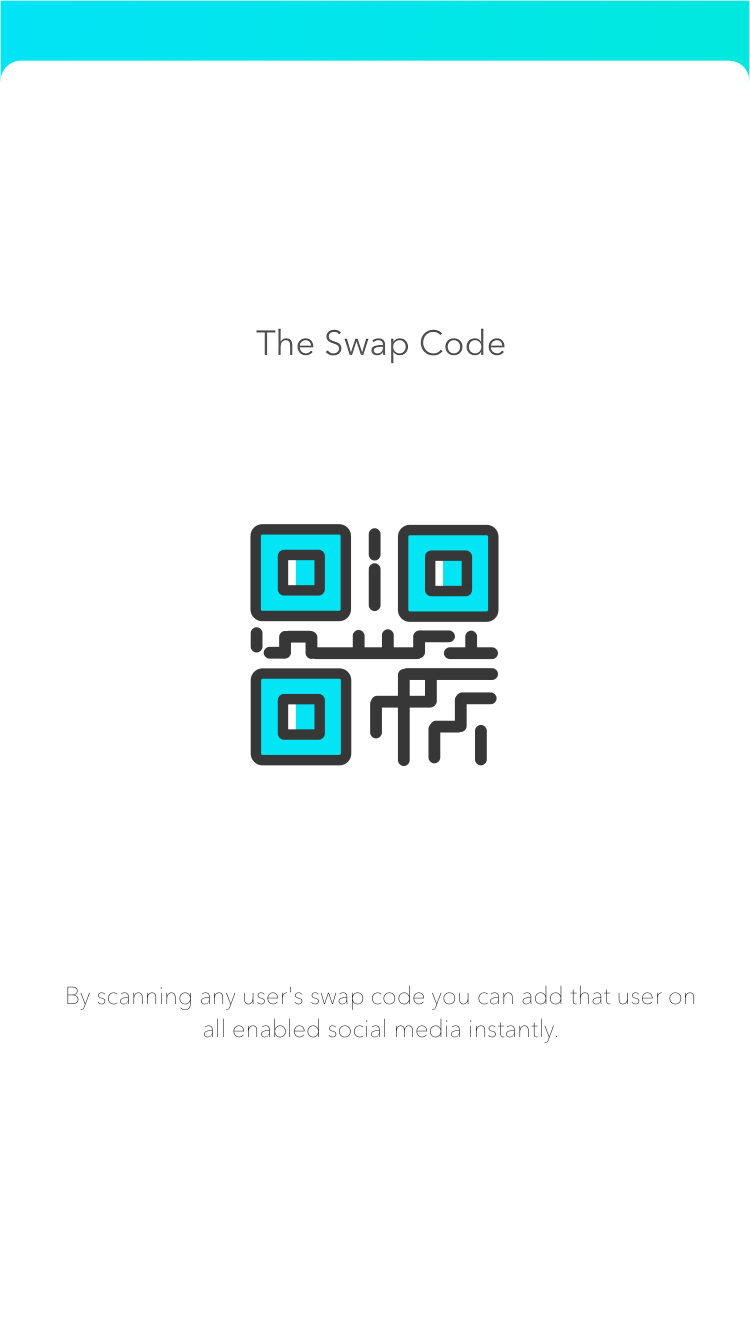 The Swap Code
By scanning any user's swap code you can add that user on
all enabled social media instantly.